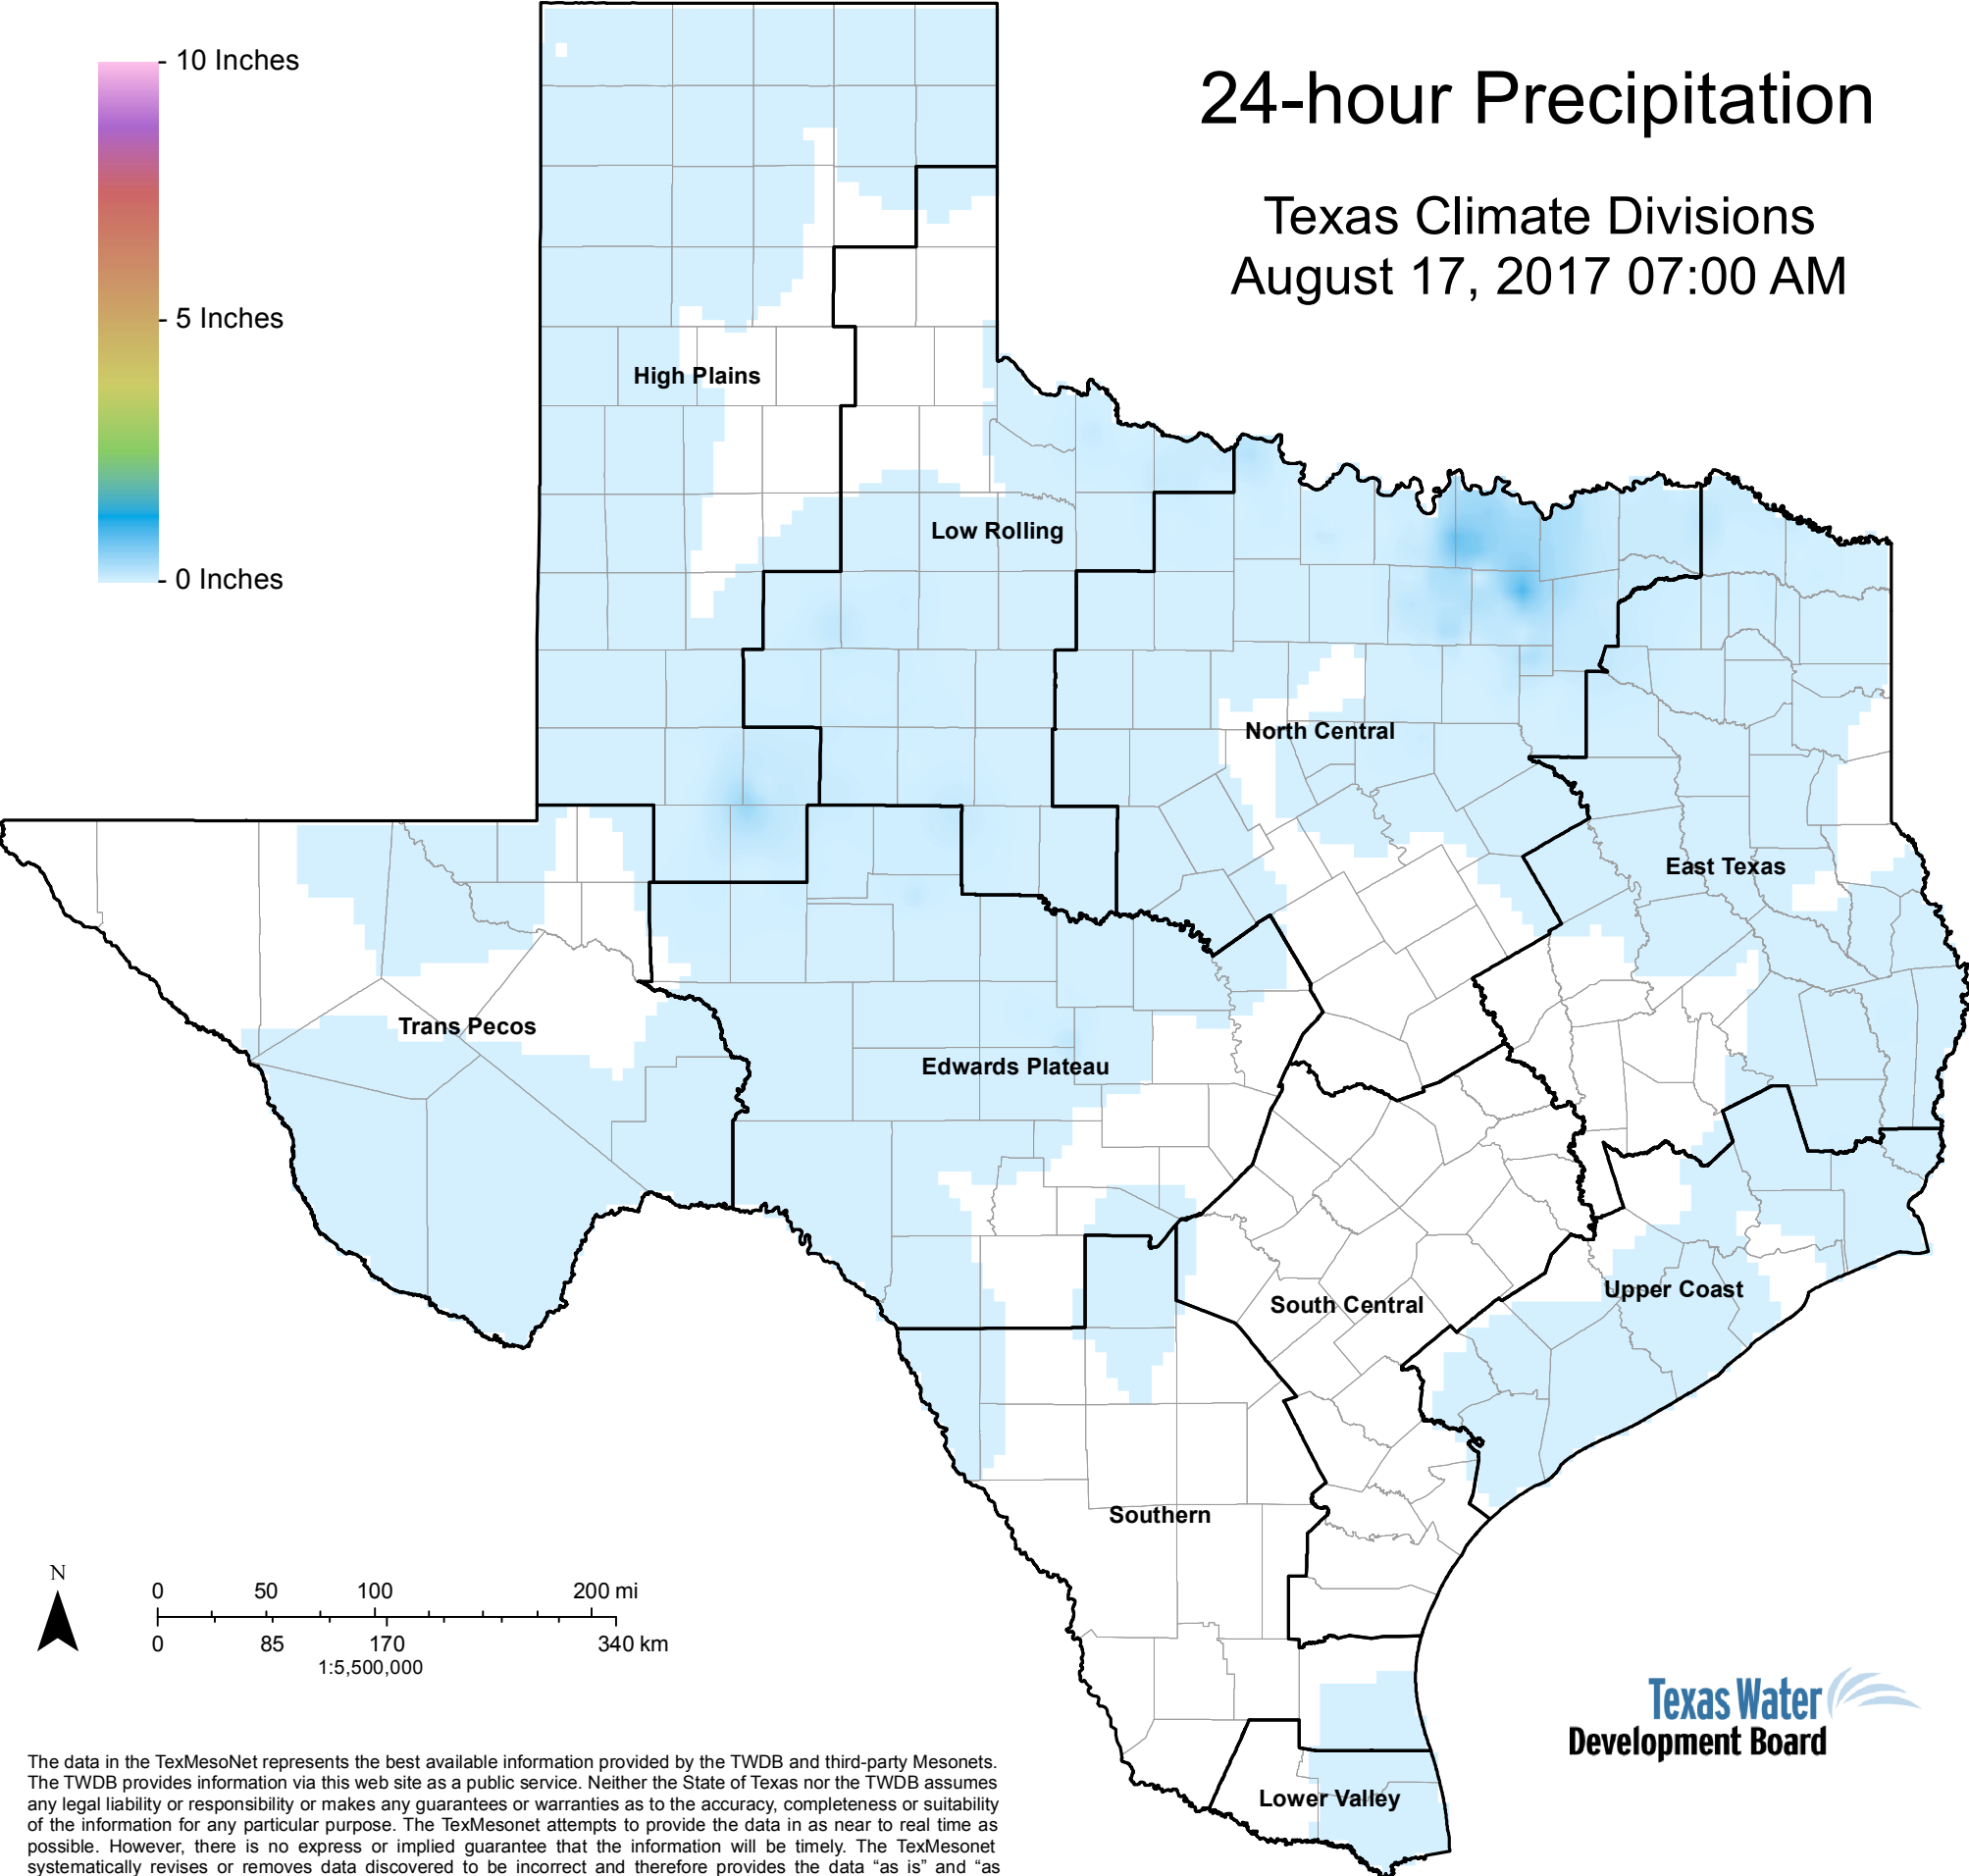 10 Inches
5 Inches
0 Inches
24-hour Precipitation
Texas Climate Divisions
August 17, 2017 07:00 AM
High Plains
Low Rolling
North Central
East Texas
Trans Pecos
Edwards Plateau
South Central
Upper Coast
Southern
Lower Valley
N
0 50 100 200 mi
0 85 170 340 km
1:5,500,000
Texas Water
Development Board
The data in the TexMesoNet represents the best available information provided by the TWDB and third-party Mesonets.
The TWDB provides information via this web site as a public service. Neither the State of Texas nor the TWDB assumes
any legal liability or responsibility or makes any guarantees or warranties as to the accuracy, completeness or suitability
of the information for any particular purpose. The TexMesonet attempts to provide the data in as near to real time as
possible. However, there is no express or implied guarantee that the information will be timely. The TexMesonet
systematically revises or removes data discovered to be incorrect and therefore provides the data “as is” and “as